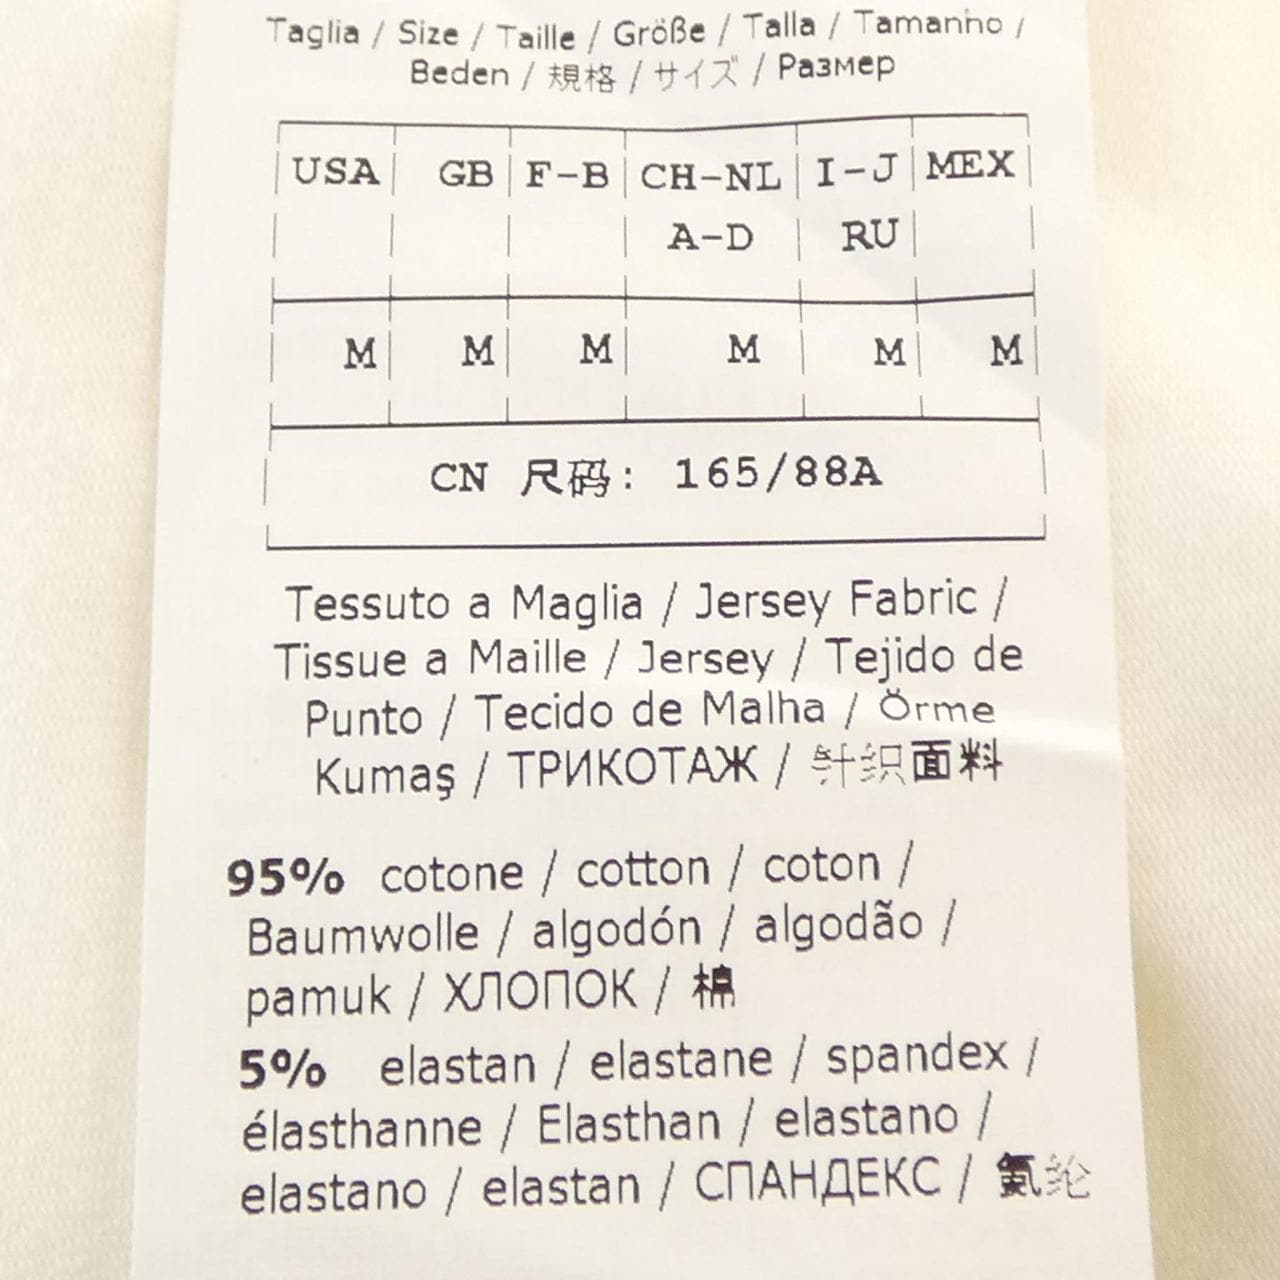 Taglia / Size / Taille / Größe / Talla / Tamanho /
Beden / 規格 / サイズ / Размер
USA GB F-B CH-NL I-J MEX
A-D RU
M M M M M M
CN 尺码: 165/88A
Tessuto a Maglia / Jersey Fabric /
Tissue a Maille / Jersey / Tejido de
Punto / Tecido de Malha / Örme
Kumaş / ТРИКОТАЖ / 针织面料
95% cotone / cotton / coton /
Baumwolle / algodón / algodão /
pamuk / ХЛОПОК / 棉
5% elastan / elastane / spandex /
élasthanne / Elasthan / elastano /
elastano / elastan / СПАНДЕКС / 氨纶